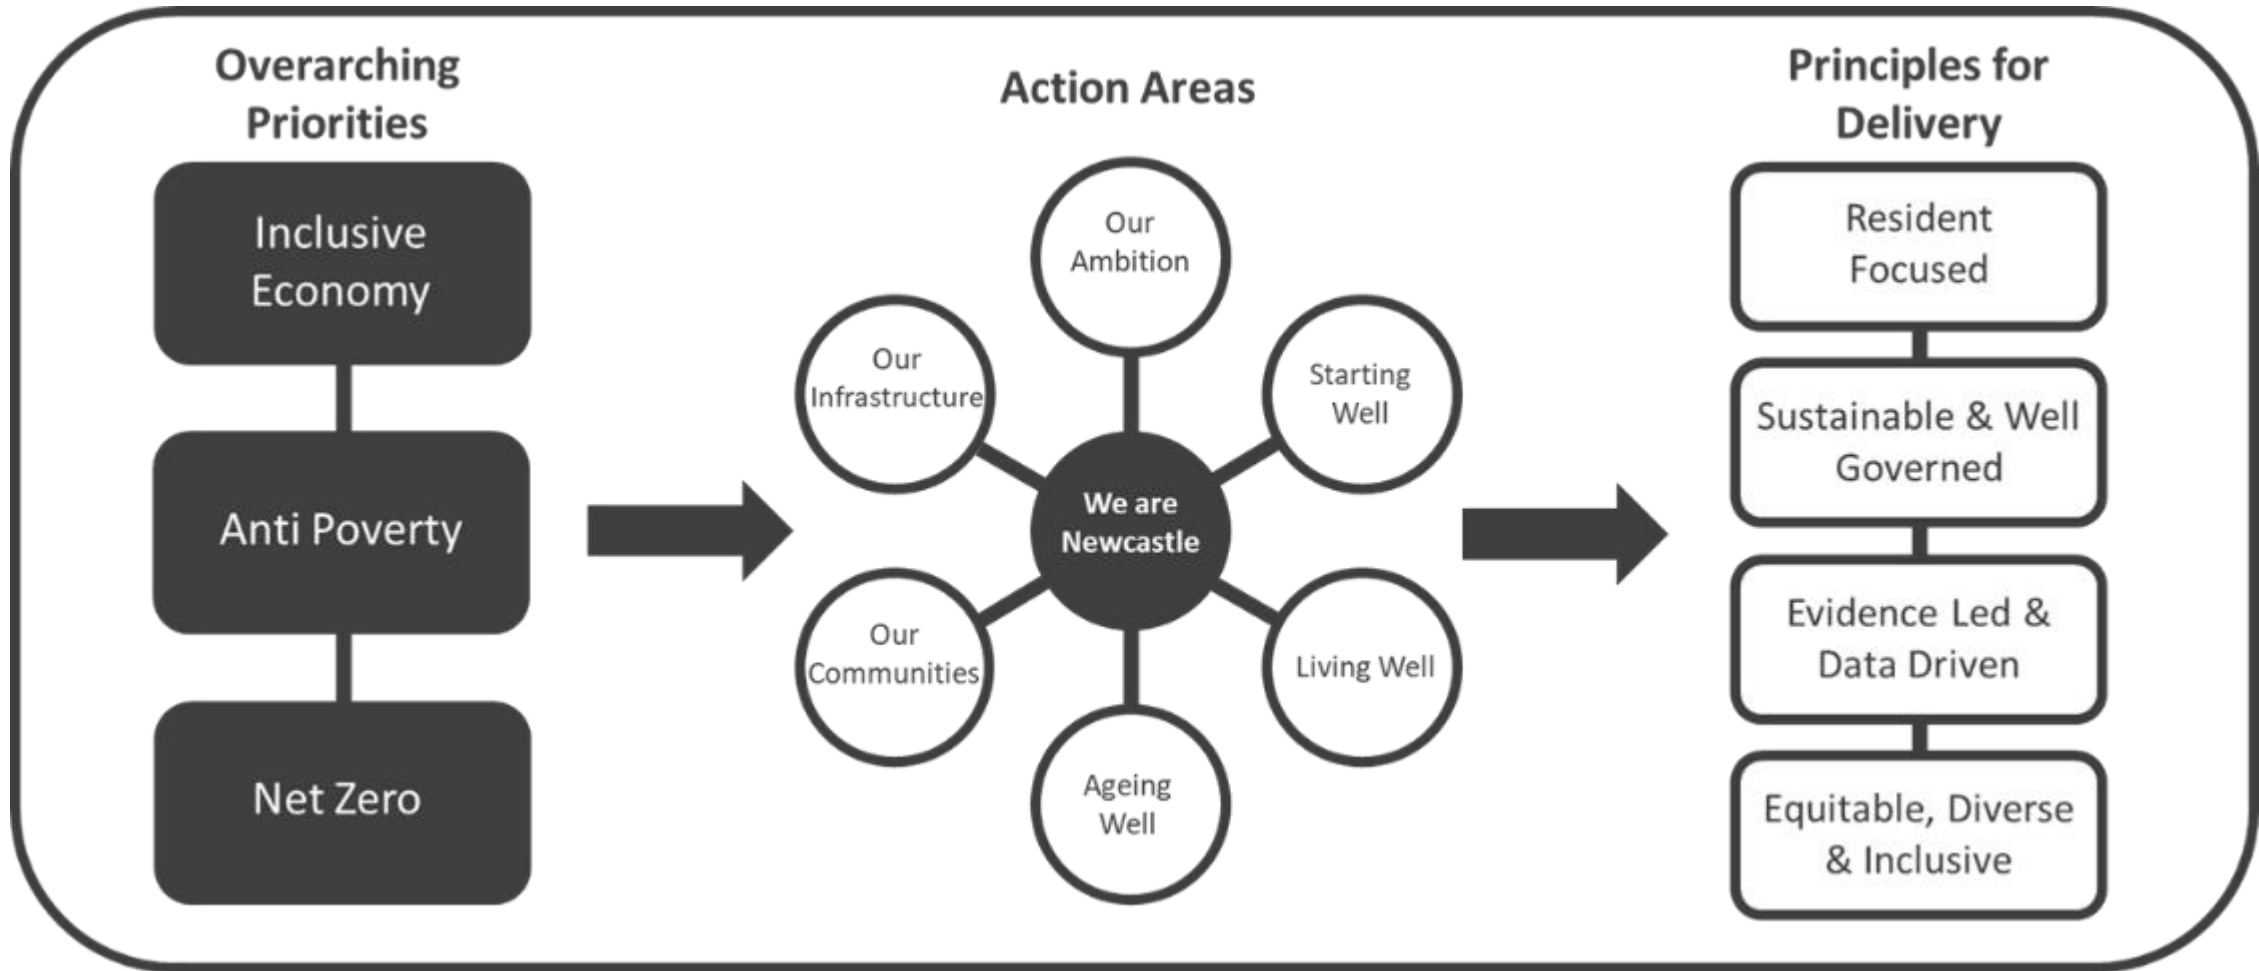 Overarching
Priorities
Inclusive
Economy
Anti Poverty
Net Zero
Action Areas
Our
Ambition
Starting
Well
Living Well
Ageing
Well
Our
Communities
Our
Infrastructure
We are
Newcastle
Principles for
Delivery
Resident
Focused
Sustainable & Well
Governed
Evidence Led &
Data Driven
Equitable, Diverse
& Inclusive